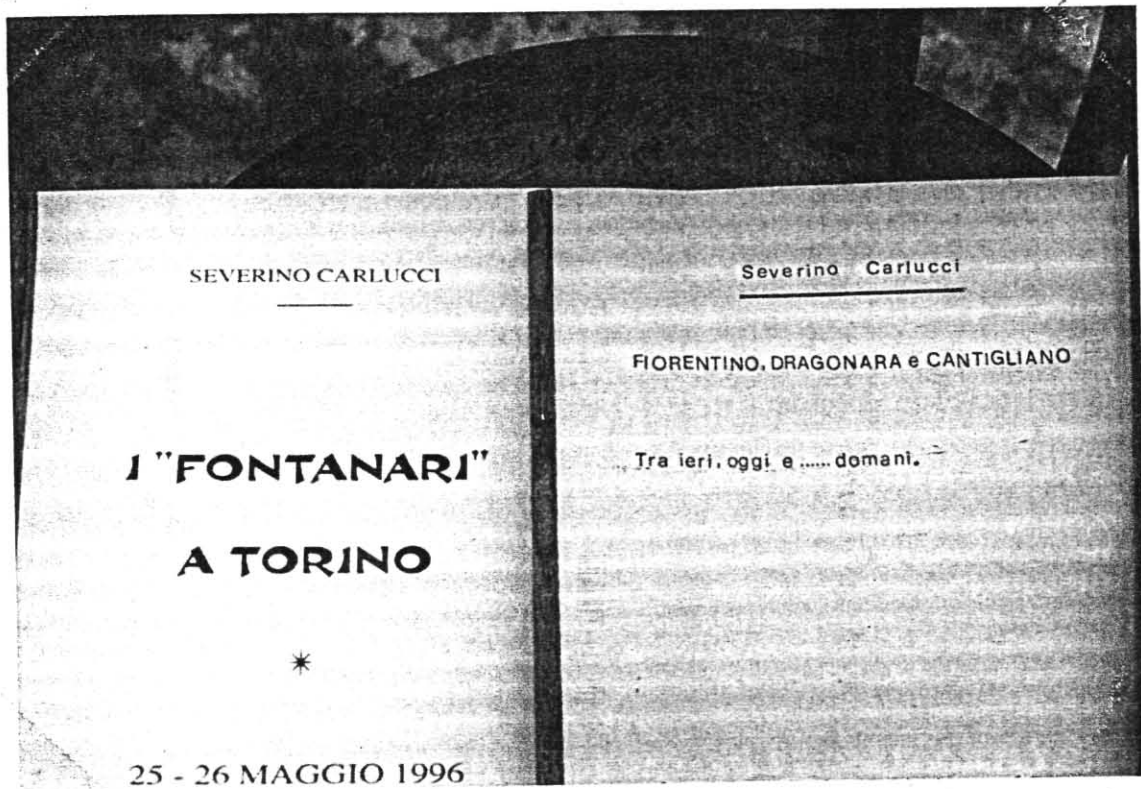 SEVERINO CARLUCCI
I "FONTANARI"
A TORINO
*
25 - 26 MAGGIO 1996
Severino Carlucci
FIORENTINO, DRAGONARA e CANTIGLIANO
Tra ieri, oggi e ...... domani.